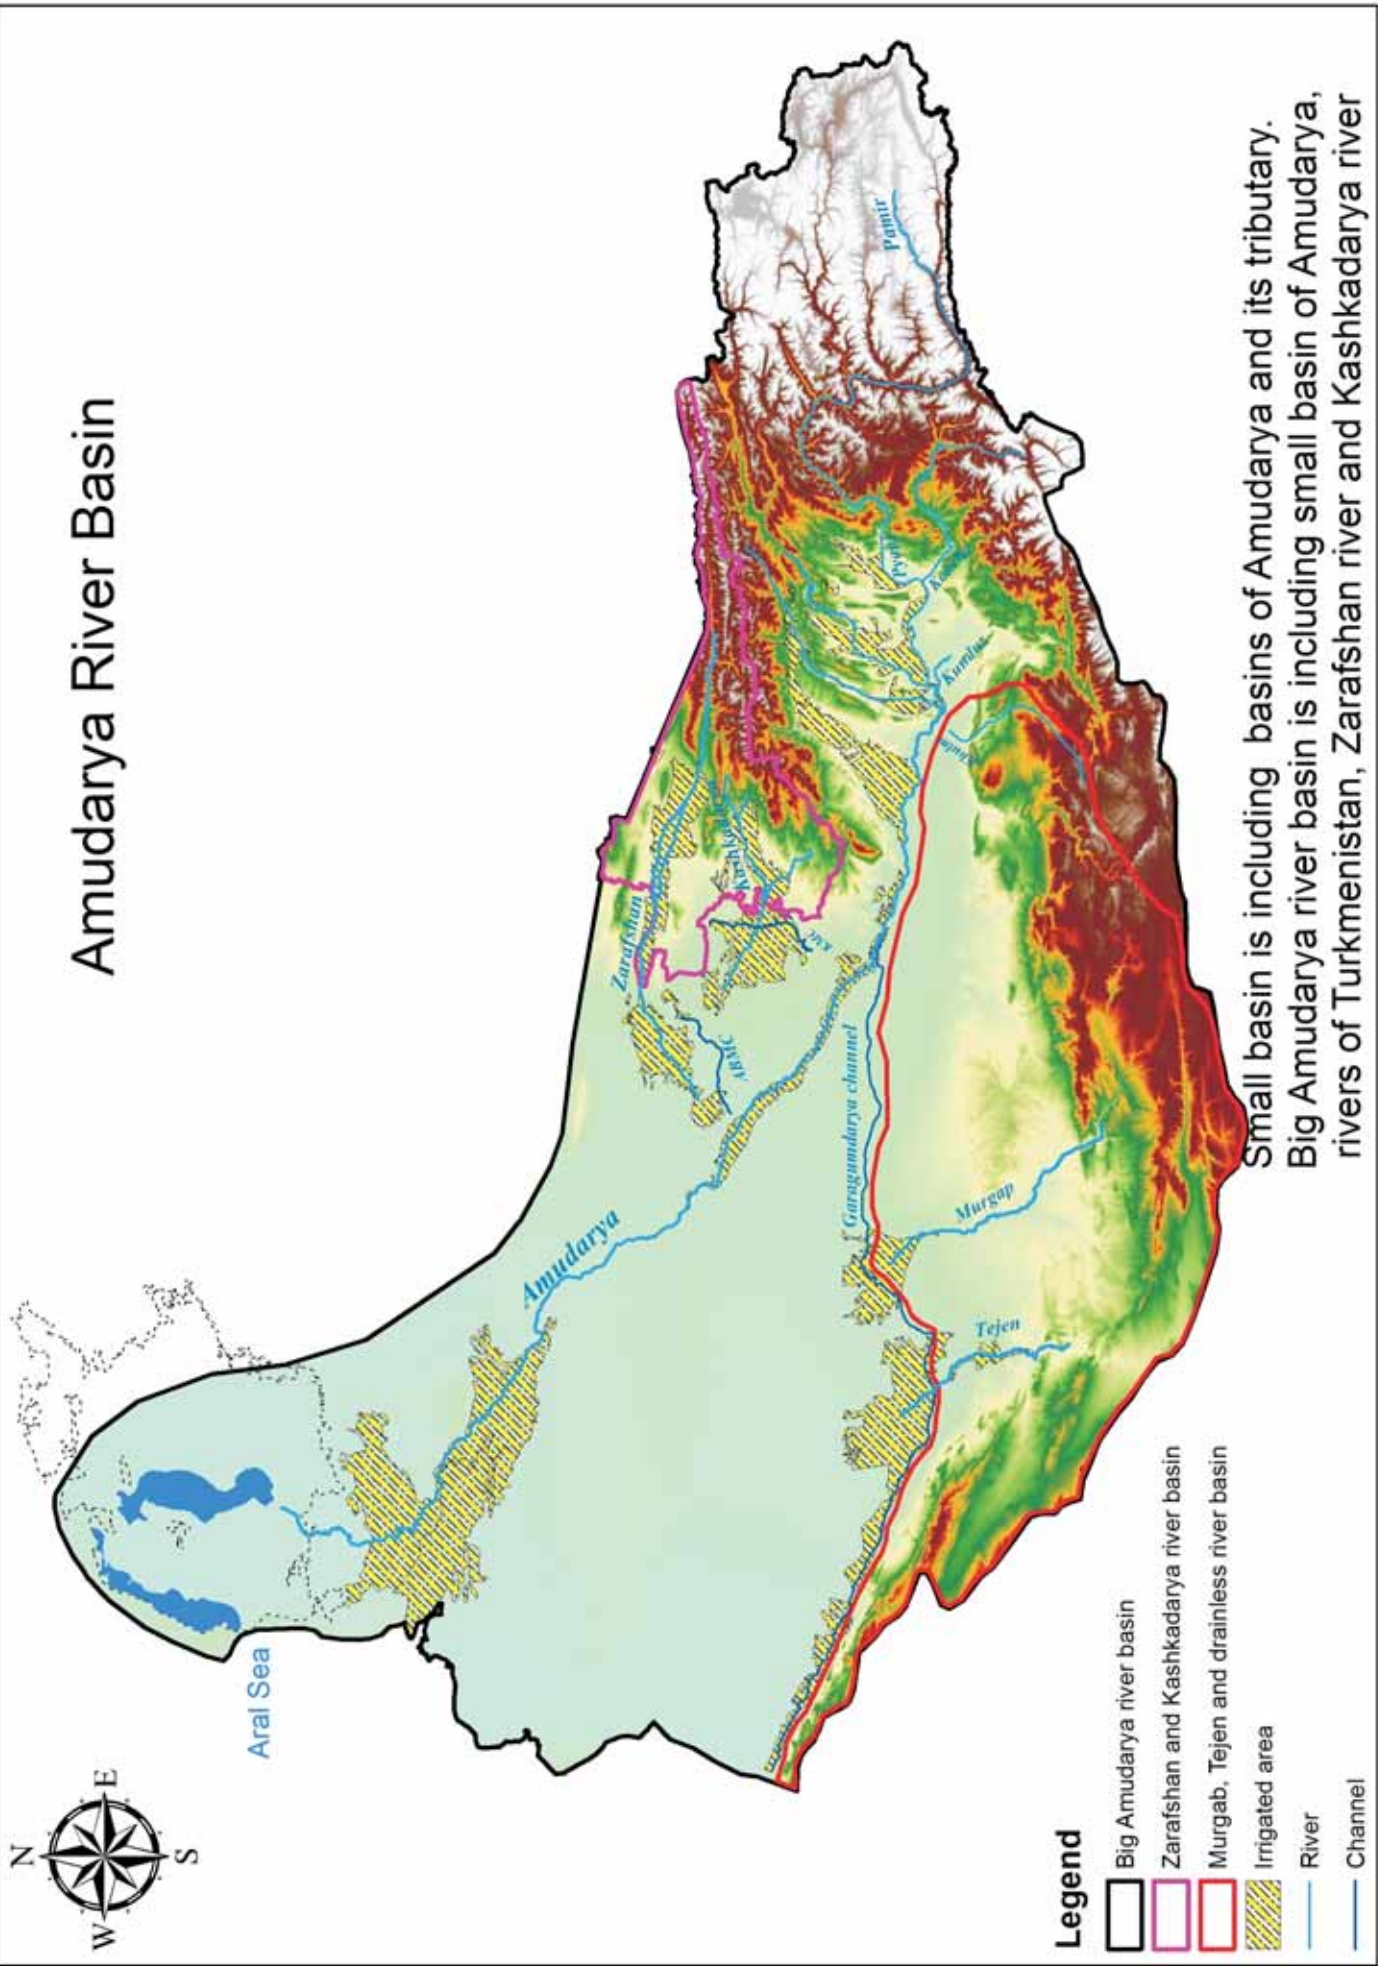 Amudarya River Basin
N
W
E
S
Aral Sea
Amudarya
Zarafshan
Kashkadarya
ABMC
KMC
Garagumdarya channel
Murgap
Tejen
Pamir
Pyanj
Kunduz
Small basin is including basins of Amudarya and its tributary.
Big Amudarya river basin is including small basin of Amudarya,
rivers of Turkmenistan, Zarafshan river and Kashkadarya river
Legend
Big Amudarya river basin
Zarafshan and Kashkadarya river basin
Murgab, Tejen and drainless river basin
Irrigated area
River
Channel